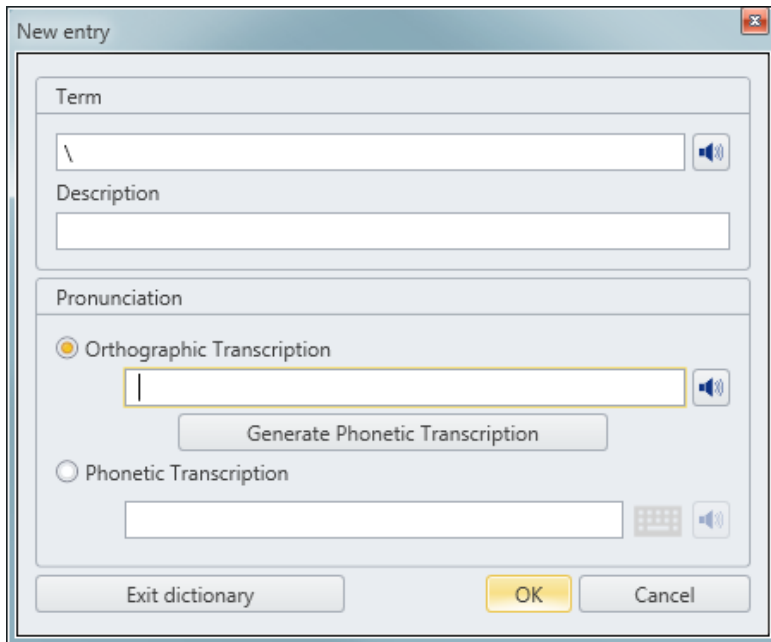 New entry
Term
\
Description
Pronunciation
Orthographic Transcription
Generate Phonetic Transcription
Phonetic Transcription
Exit dictionary OK Cancel